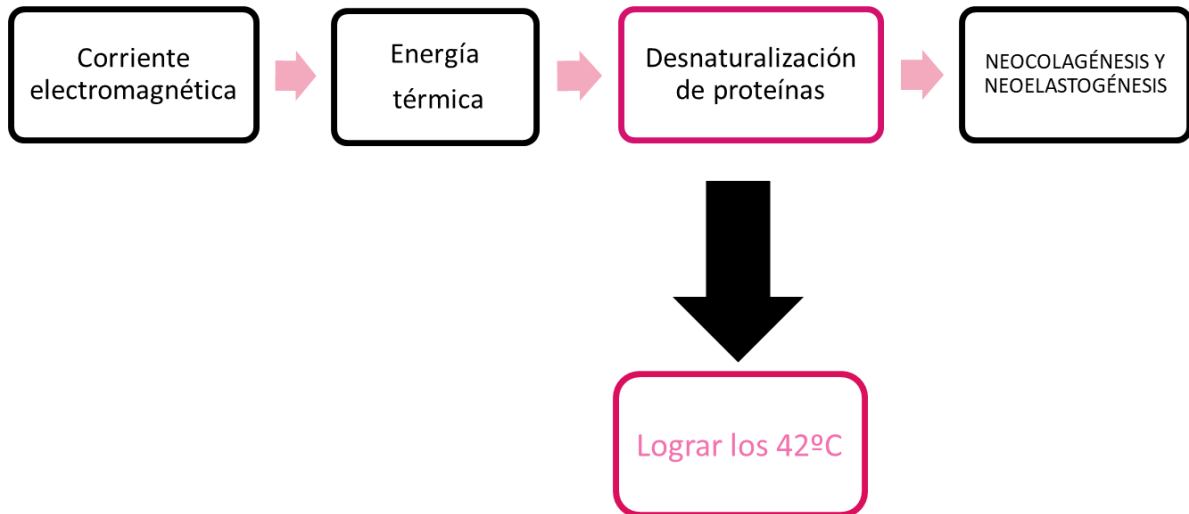 Corriente
electromagnética
Energía
térmica
Desnaturalización
de proteínas
NEOCOLAGÉNESIS Y
NEOELASTOGÉNESIS
Lograr los 42ºC